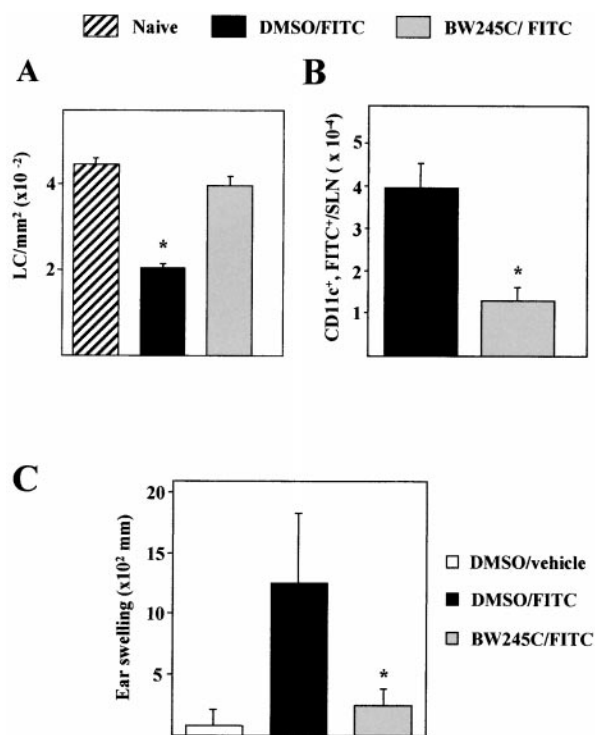 Naive DMSO/FITC BW245C/ FITC
A
B
LC/mm² (x10⁻²)
4
2
*
CD11c⁺, FITC⁺/SLN ( x 10⁻⁴)
5
4
3
2
1
*
C
Ear swelling (x10² mm)
20
15
10
5
*
DMSO/vehicle
DMSO/FITC
BW245C/FITC